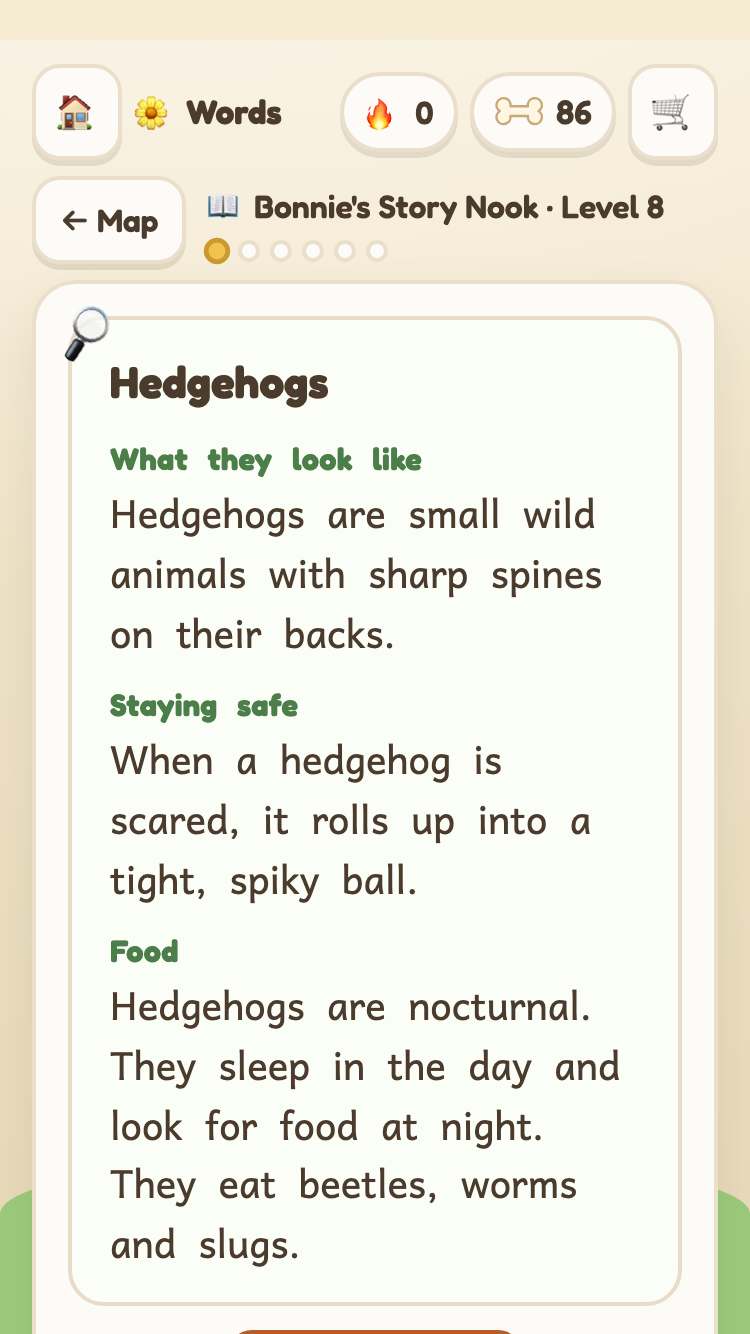 Words
0
86
← Map
Bonnie's Story Nook · Level 8
Hedgehogs
What they look like
Hedgehogs are small wild
animals with sharp spines
on their backs.
Staying safe
When a hedgehog is
scared, it rolls up into a
tight, spiky ball.
Food
Hedgehogs are nocturnal.
They sleep in the day and
look for food at night.
They eat beetles, worms
and slugs.